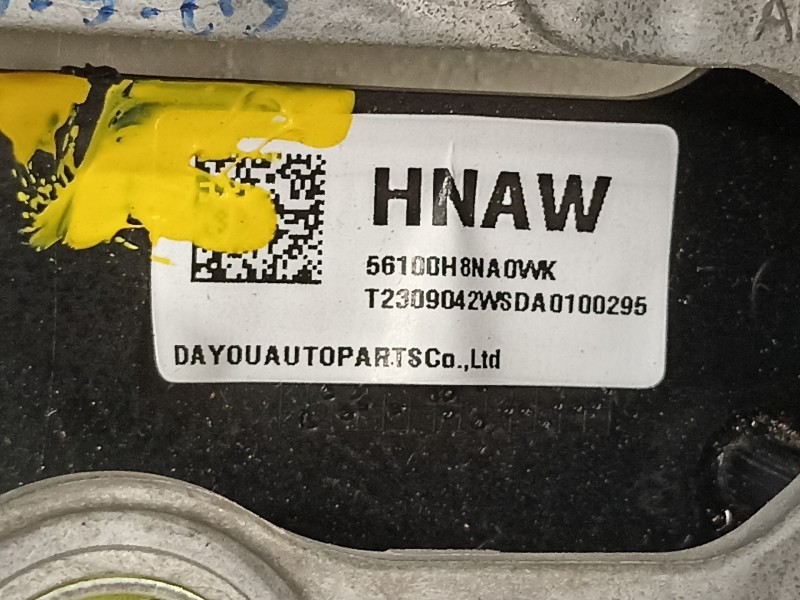 HNAW
56100H8NA0WK
T2309042WSDA0100295
DAYOUAUTOPARTSCo.,Ltd